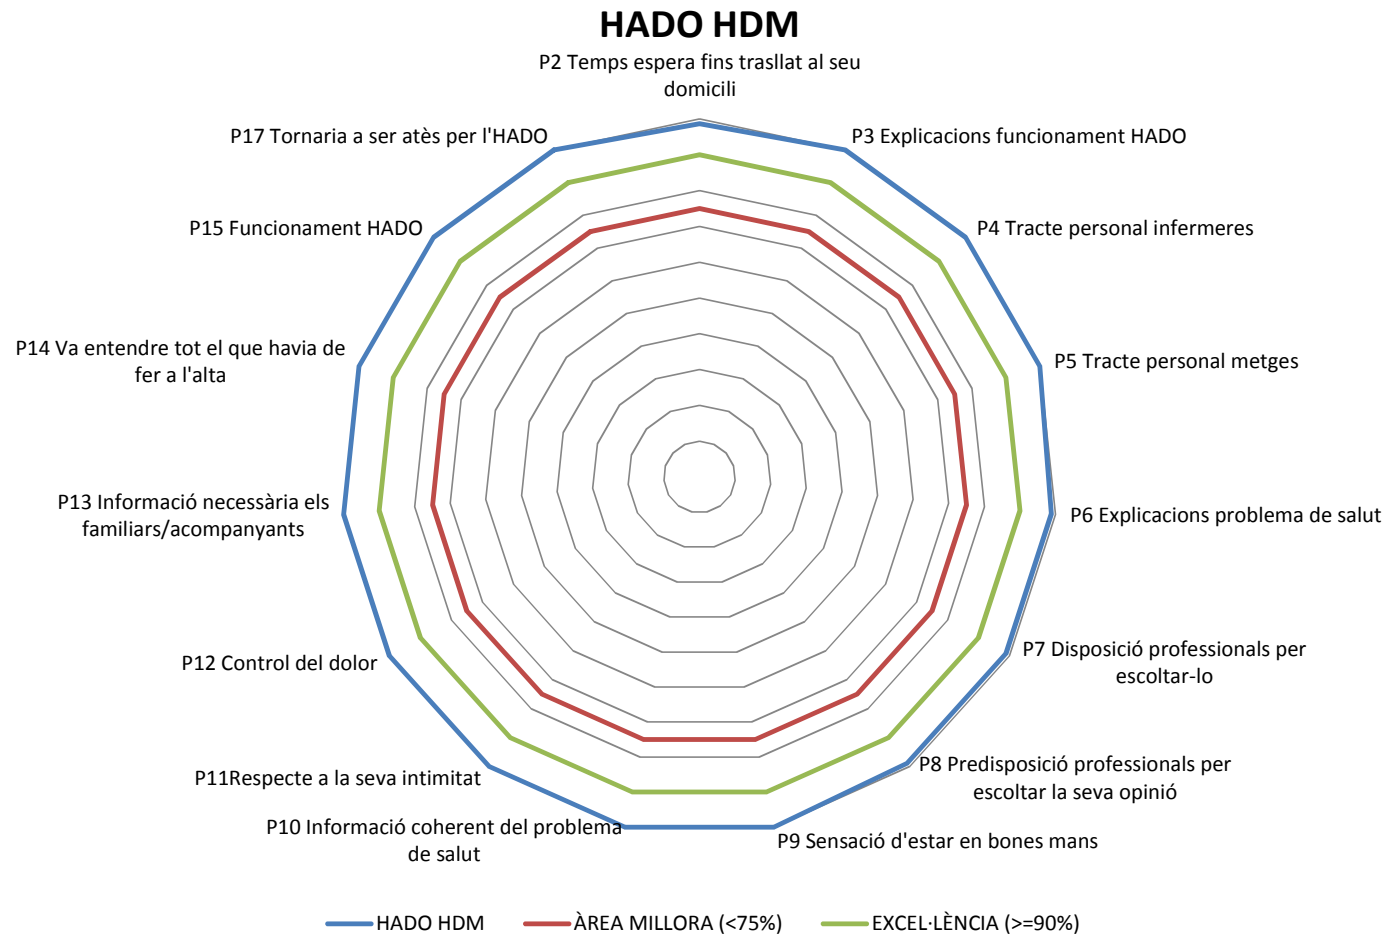 HADO HDM
P2 Temps espera fins trasllat al seu
domicili
P3 Explicacions funcionament HADO
P4 Tracte personal infermeres
P5 Tracte personal metges
P6 Explicacions problema de salut
P7 Disposició professionals per
escoltar-lo
P8 Predisposició professionals per
escoltar la seva opinió
P9 Sensació d'estar en bones mans
P10 Informació coherent del problema
de salut
P11Respecte a la seva intimitat
P12 Control del dolor
P13 Informació necessària els
familiars/acompanyants
P14 Va entendre tot el que havia de
fer a l'alta
P15 Funcionament HADO
P17 Tornaria a ser atès per l'HADO
HADO HDM
ÀREA MILLORA (<75%)
EXCEL·LÈNCIA (>=90%)